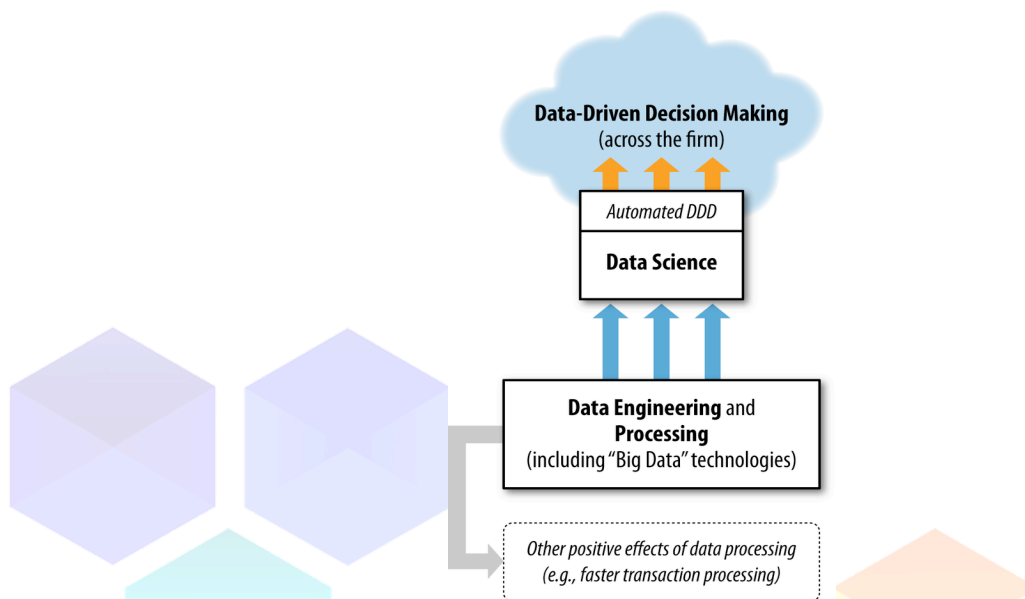 Data-Driven Decision Making
(across the firm)
Automated DDD
Data Science
Data Engineering and
Processing
(including “Big Data” technologies)
Other positive effects of data processing
(e.g., faster transaction processing)